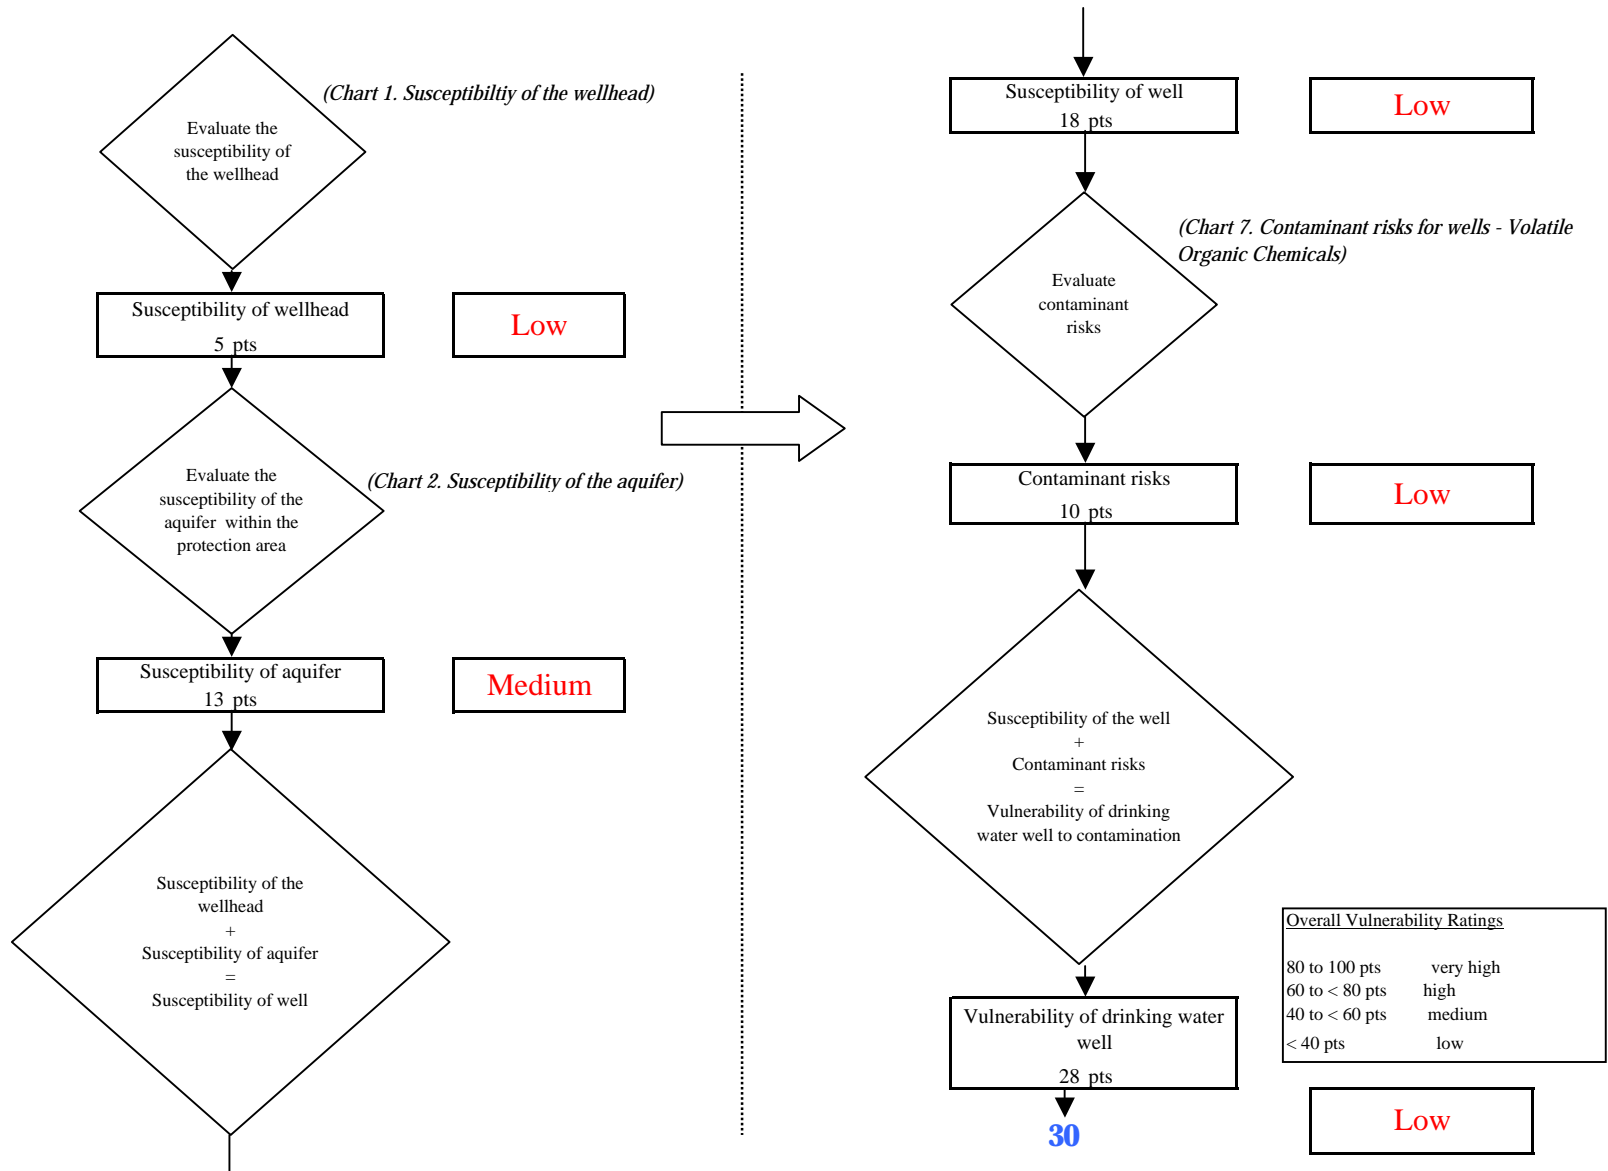 (Chart 1. Susceptibiltiy of the wellhead)
Evaluate the
susceptibility of
the wellhead
Susceptibility of wellhead
5 pts
Low
Evaluate the
susceptibility of the
aquifer within the
protection area
(Chart 2. Susceptibility of the aquifer)
Susceptibility of aquifer
13 pts
Medium
Susceptibility of the
wellhead
+
Susceptibility of aquifer
=
Susceptibility of well
Susceptibility of well
18 pts
Low
(Chart 7. Contaminant risks for wells - Volatile
Organic Chemicals)
Evaluate
contaminant
risks
Contaminant risks
10 pts
Low
Susceptibility of the well
+
Contaminant risks
=
Vulnerability of drinking
water well to contamination
Overall Vulnerability Ratings
80 to 100 pts very high
60 to < 80 pts high
40 to < 60 pts medium
< 40 pts low
Vulnerability of drinking water
well
28 pts
30
Low